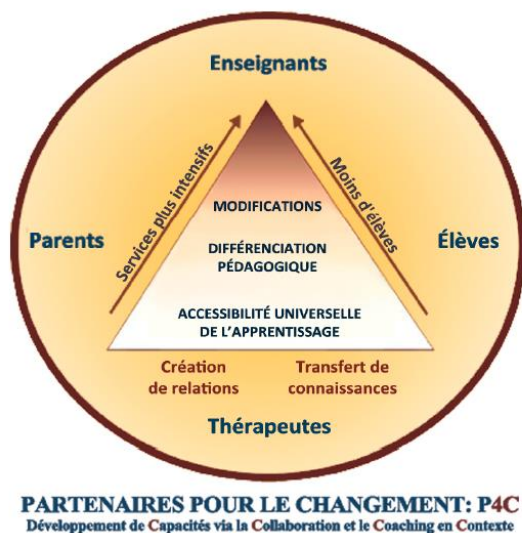 Enseignants
Services plus intensifs
Moins d'élèves
Parents
Élèves
MODIFICATIONS
DIFFÉRENCIATION
PÉDAGOGIQUE
ACCESSIBILITÉ UNIVERSELLE
DE L'APPRENTISSAGE
Création
de relations
Transfert de
connaissances
Thérapeutes
PARTENAIRES POUR LE CHANGEMENT: P4C
Développement de Capacités via la Collaboration et le Coaching en Contexte